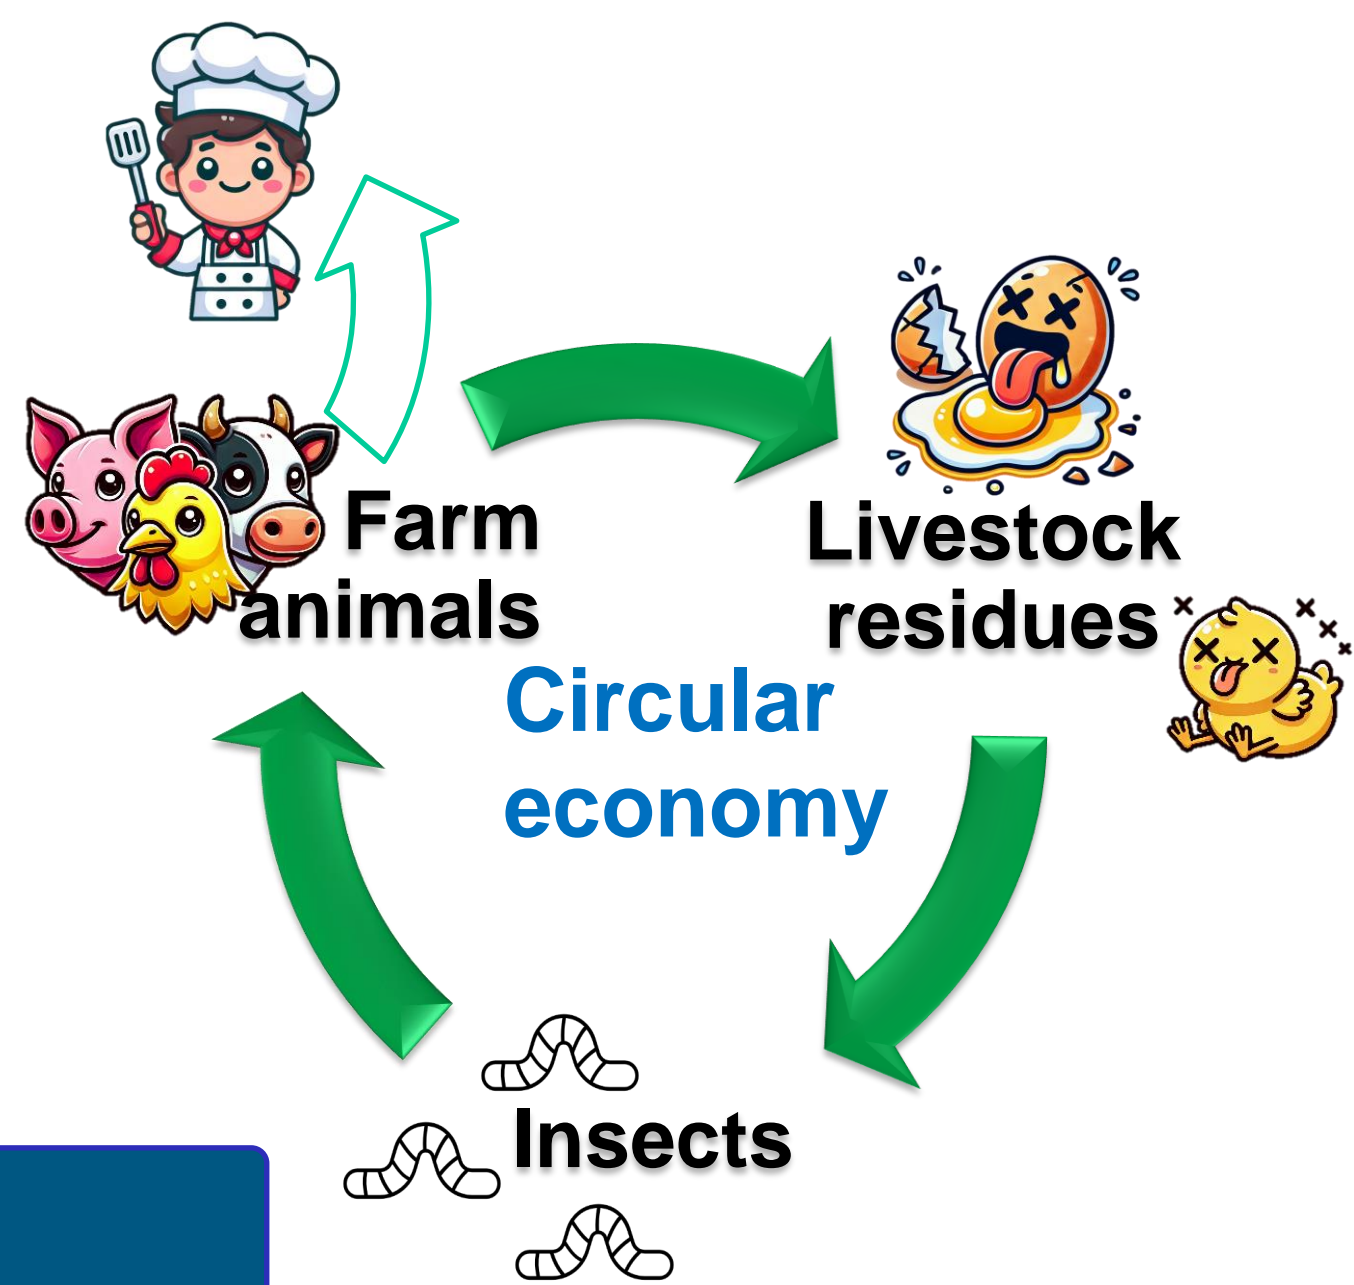 Farm
animals
Livestock
residues
Circular
economy
Insects